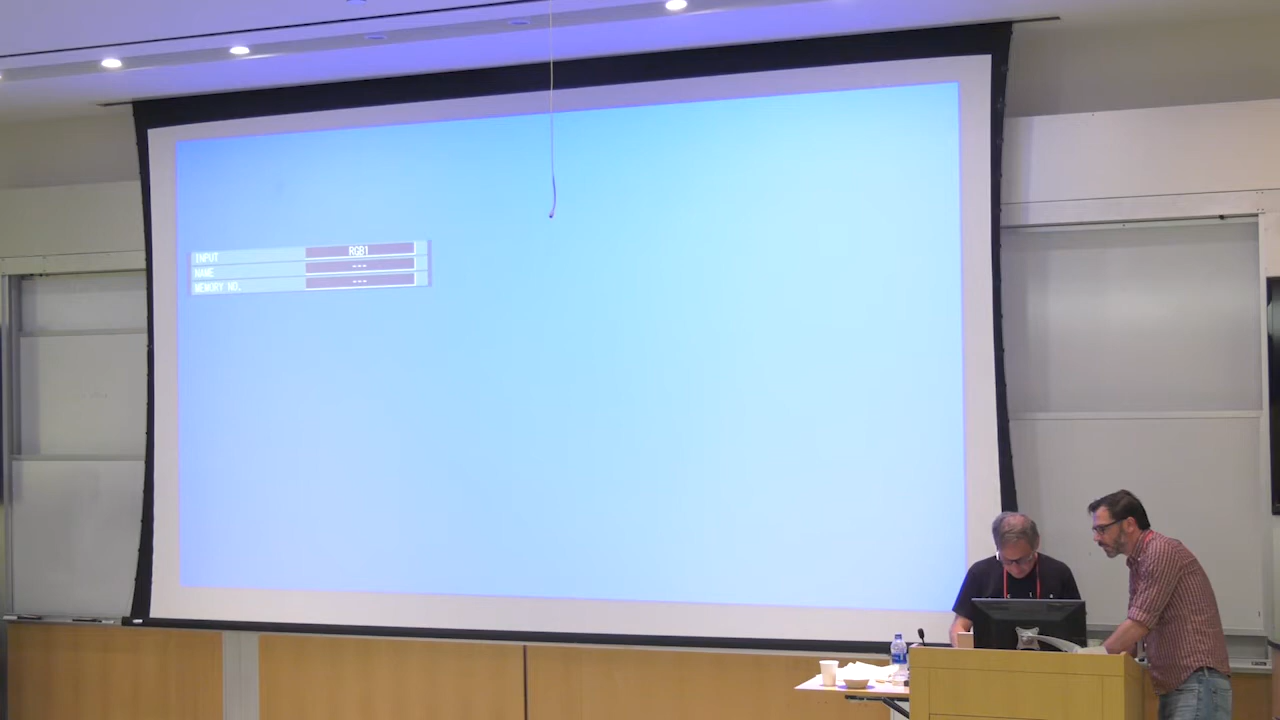 INPUT RGB1
NAME ---
MEMORY NO. ---